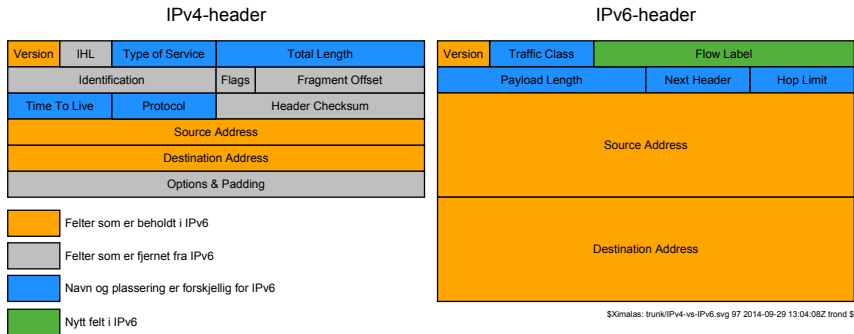 IPv4-header
Version IHL Type of Service Total Length
Identification Flags Fragment Offset
Time To Live Protocol Header Checksum
Source Address
Destination Address
Options & Padding
Felter som er beholdt i IPv6
Felter som er fjernet fra IPv6
Navn og plassering er forskjellig for IPv6
Nytt felt i IPv6
IPv6-header
Version Traffic Class Flow Label
Payload Length Next Header Hop Limit
Source Address
Destination Address
$Ximalas: trunk/IPv4-vs-IPv6.svg 97 2014-09-29 13:04:08Z trond $